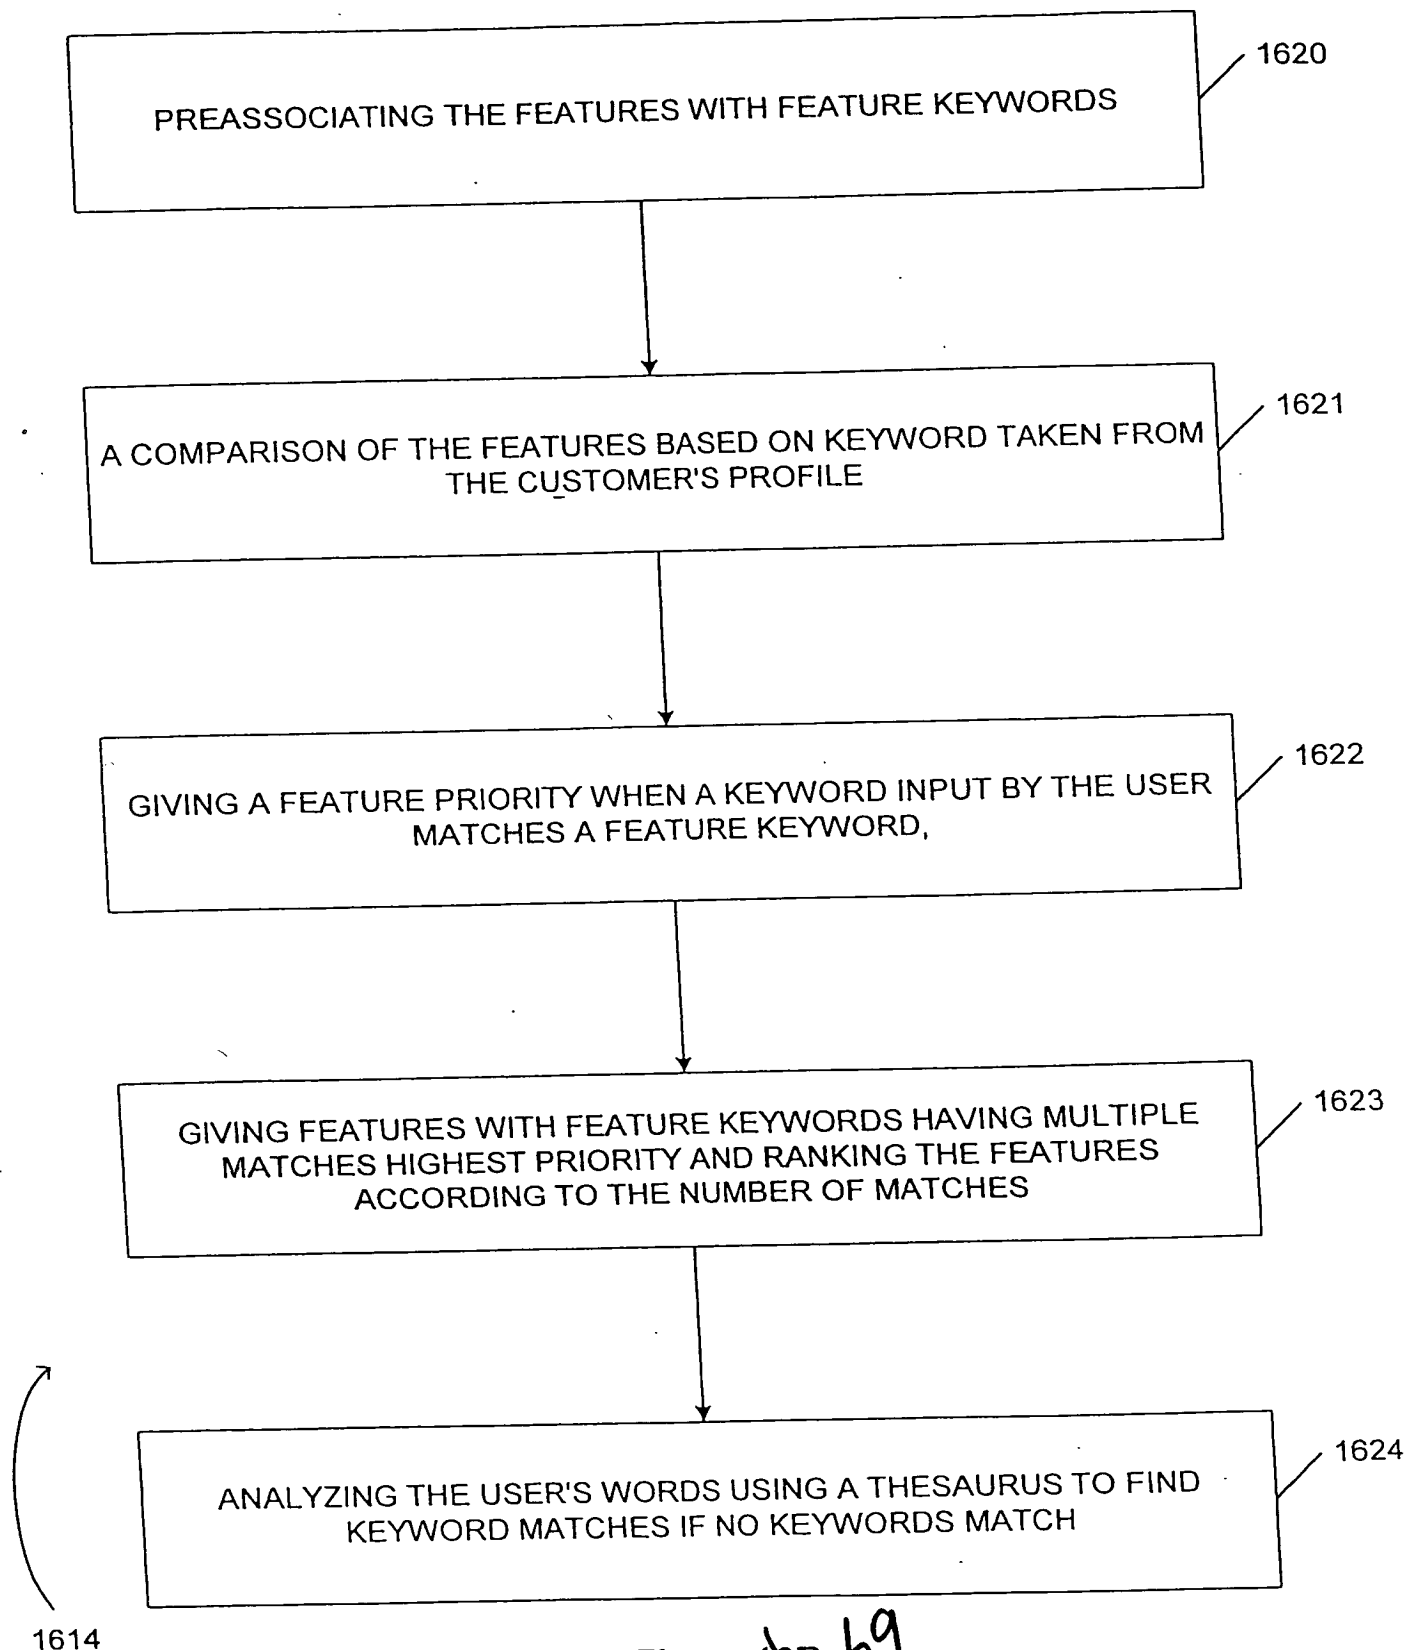 PREASSOCIATING THE FEATURES WITH FEATURE KEYWORDS
1620
A COMPARISON OF THE FEATURES BASED ON KEYWORD TAKEN FROM
THE CUSTOMER'S PROFILE
1621
GIVING A FEATURE PRIORITY WHEN A KEYWORD INPUT BY THE USER
MATCHES A FEATURE KEYWORD,
1622
GIVING FEATURES WITH FEATURE KEYWORDS HAVING MULTIPLE
MATCHES HIGHEST PRIORITY AND RANKING THE FEATURES
ACCORDING TO THE NUMBER OF MATCHES
1623
ANALYZING THE USER'S WORDS USING A THESAURUS TO FIND
KEYWORD MATCHES IF NO KEYWORDS MATCH
1624
1614
69